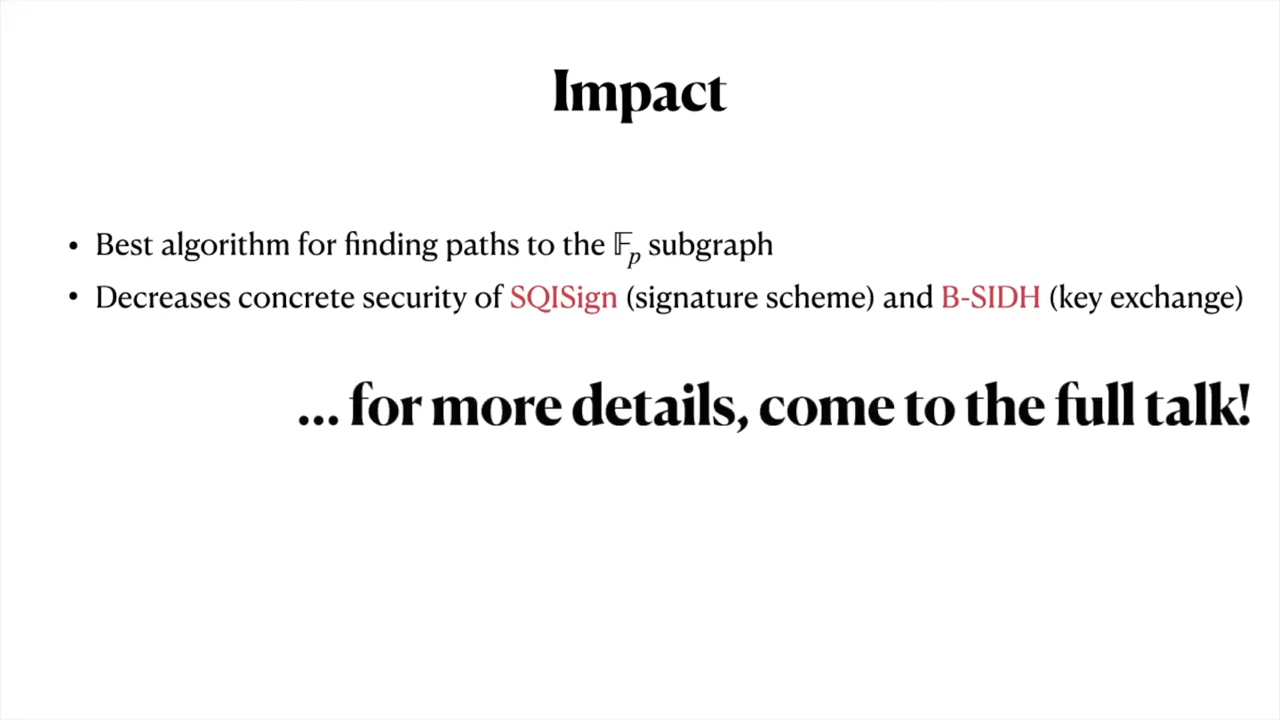 Impact
• Best algorithm for finding paths to the 𝔽p subgraph
• Decreases concrete security of SQISign (signature scheme) and B-SIDH (key exchange)
... for more details, come to the full talk!